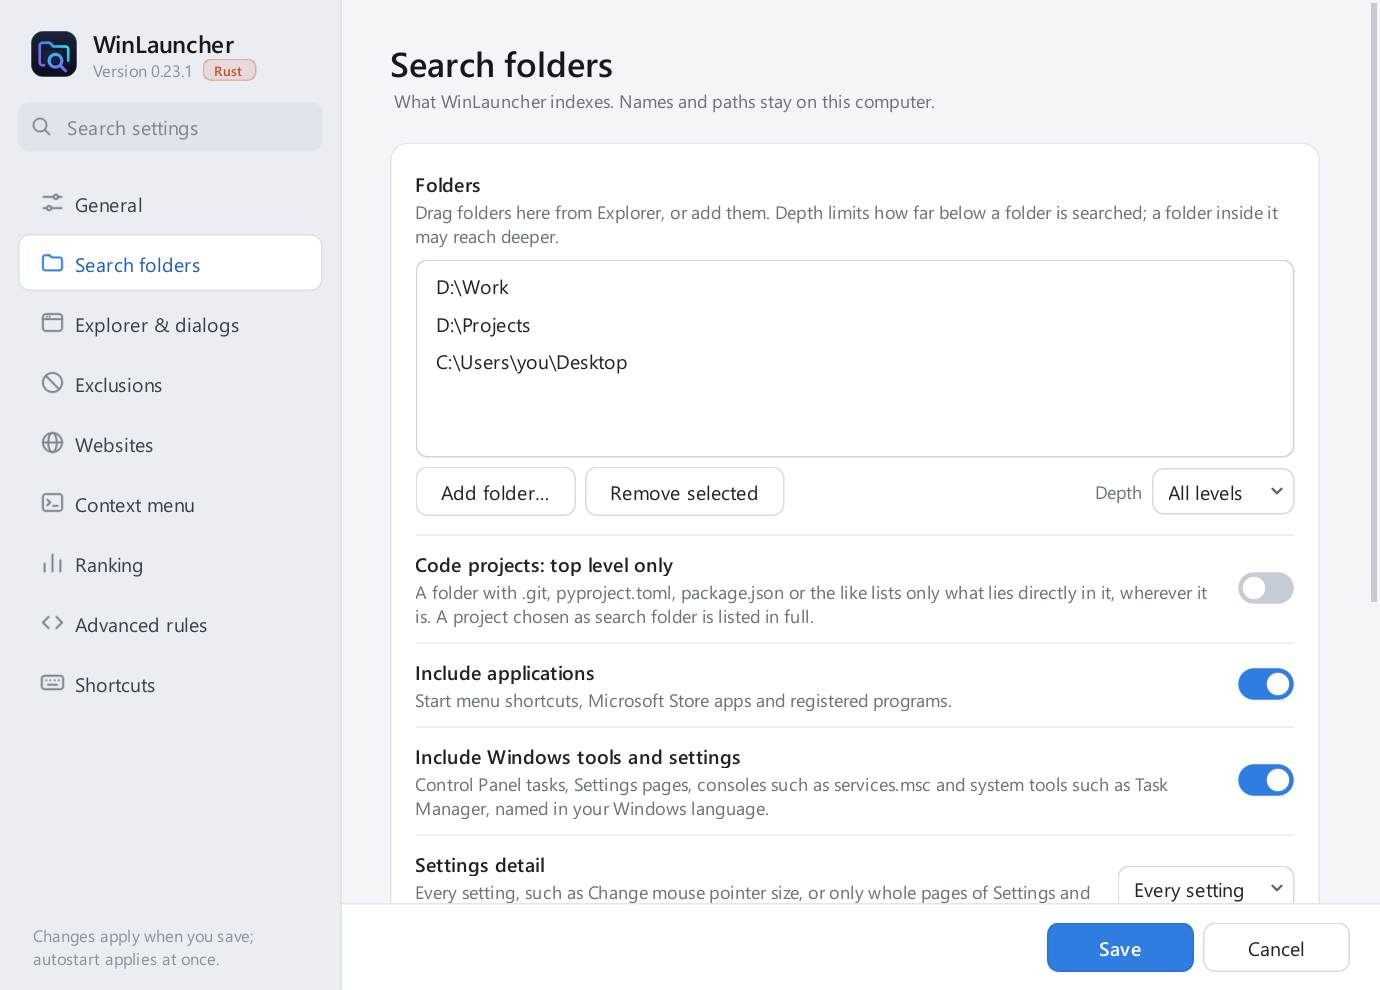 WinLauncher
Version 0.23.1 Rust
Search settings
General
Search folders
Explorer & dialogs
Exclusions
Websites
Context menu
Ranking
Advanced rules
Shortcuts
Changes apply when you save;
autostart applies at once.
Search folders
What WinLauncher indexes. Names and paths stay on this computer.
Folders
Drag folders here from Explorer, or add them. Depth limits how far below a folder is searched; a folder inside it
may reach deeper.
D:\Work
D:\Projects
C:\Users\you\Desktop
Add folder... Remove selected Depth All levels
Code projects: top level only
A folder with .git, pyproject.toml, package.json or the like lists only what lies directly in it, wherever it
is. A project chosen as search folder is listed in full.
Include applications
Start menu shortcuts, Microsoft Store apps and registered programs.
Include Windows tools and settings
Control Panel tasks, Settings pages, consoles such as services.msc and system tools such as Task
Manager, named in your Windows language.
Settings detail
Every setting, such as Change mouse pointer size, or only whole pages of Settings and
Every setting
Save Cancel